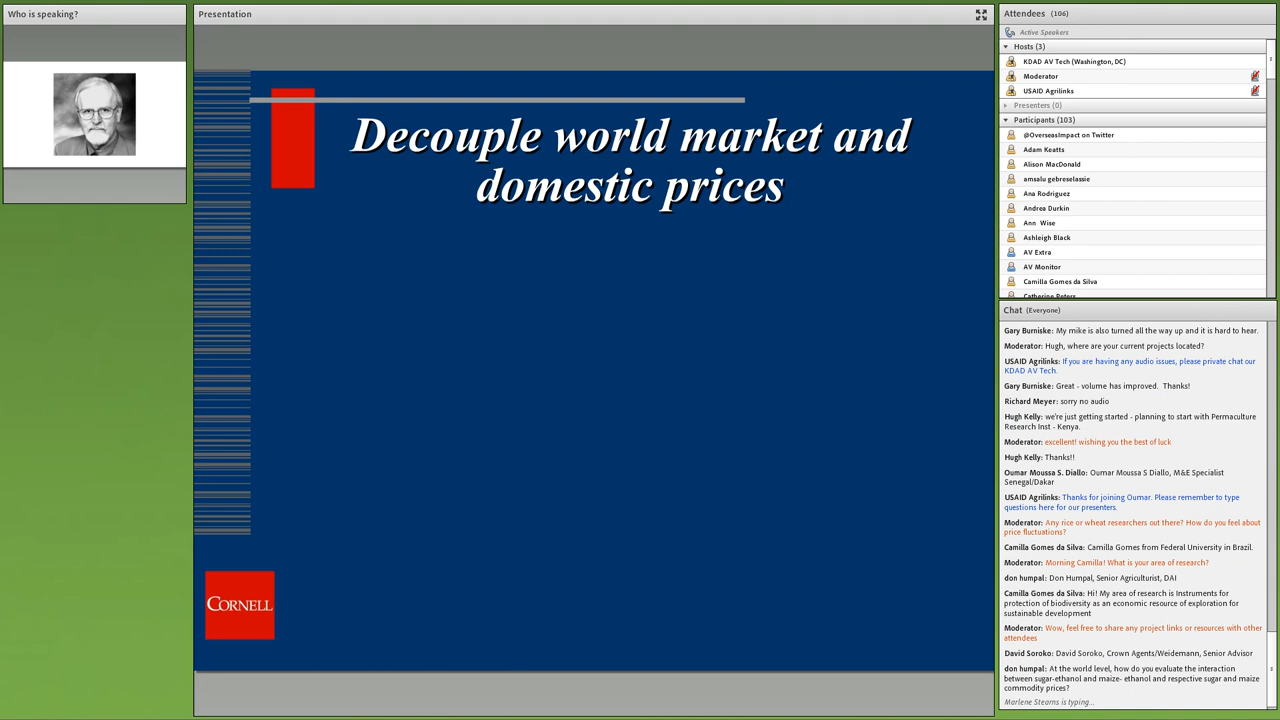 Who is speaking?
Presentation
Decouple world market and
domestic prices
CORNELL
Attendees (106)
Active Speakers
Hosts (3)
KDAD AV Tech (Washington, DC)
Moderator
USAID Agrilinks
Presenters (0)
Participants (103)
@OverseasImpact on Twitter
Adam Keatts
Alison MacDonald
amsalu gebreselassie
Ana Rodriguez
Andrea Durkin
Ann Wise
Ashleigh Black
AV Extra
AV Monitor
Camilla Gomes da Silva
Catherine Peters
Chat (Everyone)
Gary Burniske: My mike is also turned all the way up and it is hard to hear.
Moderator: Hugh, where are your current projects located?
USAID Agrilinks: If you are having any audio issues, please private chat our
KDAD AV Tech.
Gary Burniske: Great - volume has improved. Thanks!
Richard Meyer: sorry no audio
Hugh Kelly: we're just getting started - planning to start with Permaculture
Research Inst - Kenya.
Moderator: excellent! wishing you the best of luck
Hugh Kelly: Thanks!!
Oumar Moussa S. Diallo: Oumar Moussa S Diallo, M&E Specialist
Senegal/Dakar
USAID Agrilinks: Thanks for joining Oumar. Please remember to type
questions here for our presenters.
Moderator: Any rice or wheat researchers out there? How do you feel about
price fluctuations?
Camilla Gomes da Silva: Camilla Gomes from Federal University in Brazil.
Moderator: Morning Camilla! What is your area of research?
don humpal: Don Humpal, Senior Agriculturist, DAI
Camilla Gomes da Silva: Hi! My area of research is Instruments for
protection of biodiversity as an economic resource of exploration for
sustainable development
Moderator: Wow, feel free to share any project links or resources with other
attendees
David Soroko: David Soroko, Crown Agents/Weidemann, Senior Advisor
don humpal: At the world level, how do you evaluate the interaction
between sugar-ethanol and maize- ethanol and respective sugar and maize
commodity prices?
Marlene Stearns is typing...